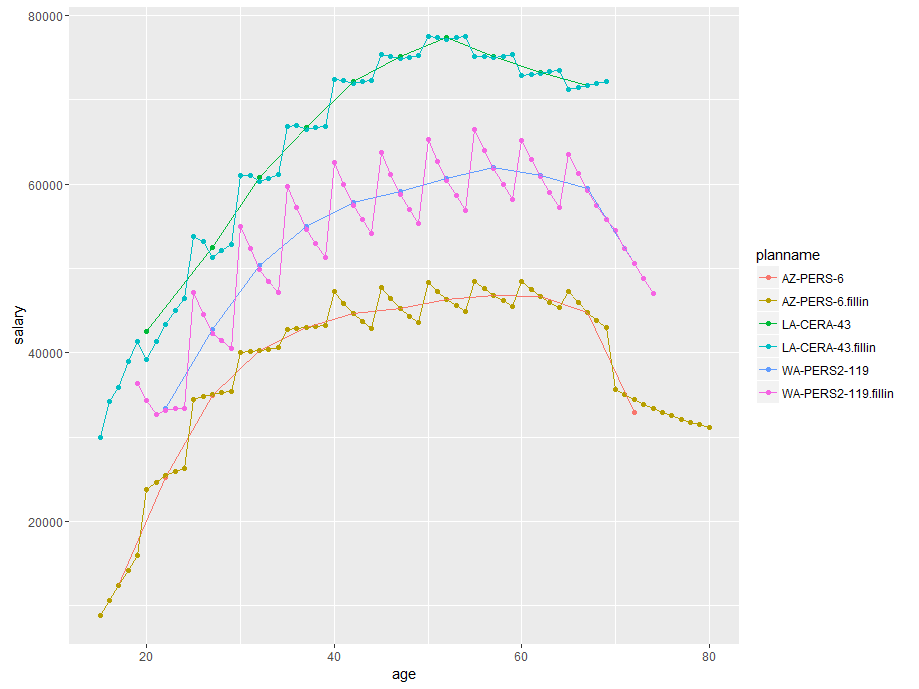 80000
60000
40000
20000
salary
20
40
60
80
age
planname
AZ-PERS-6
AZ-PERS-6.fillin
LA-CERA-43
LA-CERA-43.fillin
WA-PERS2-119
WA-PERS2-119.fillin